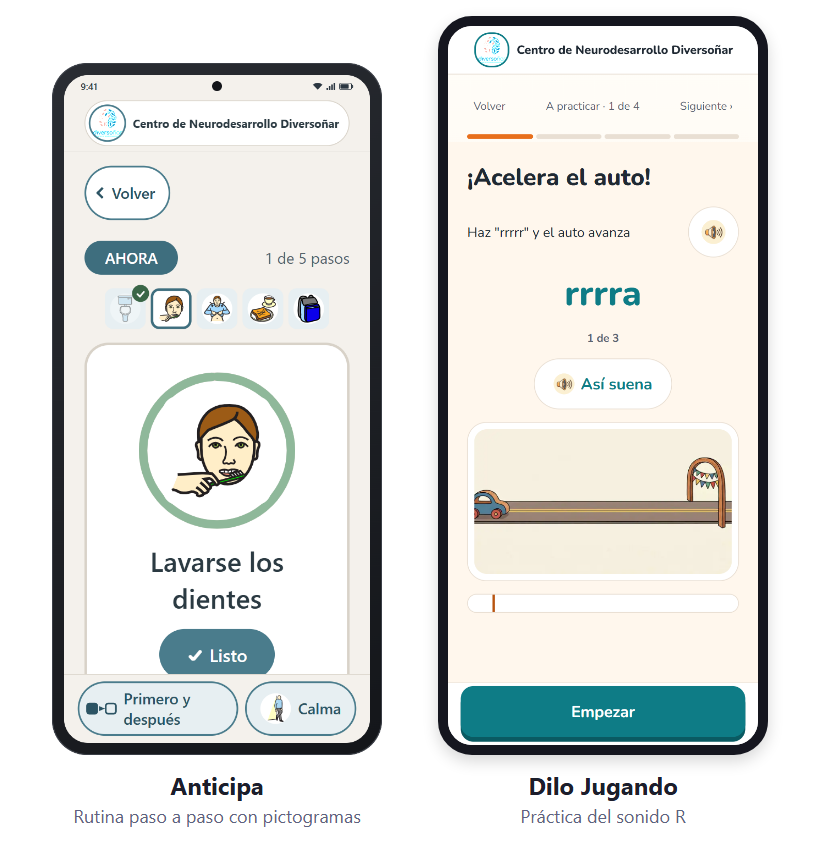 9:41
Centro de Neurodesarrollo Diversoñar
Volver
AHORA
1 de 5 pasos
Lavarse los
dientes
Listo
Primero y
después
Calma
Anticipa
Rutina paso a paso con pictogramas
Centro de Neurodesarrollo Diversoñar
Volver
A practicar · 1 de 4
Siguiente ›
¡Acelera el auto!
Haz "rrrrr" y el auto avanza
rrrra
1 de 3
Así suena
Empezar
Dilo Jugando
Práctica del sonido R